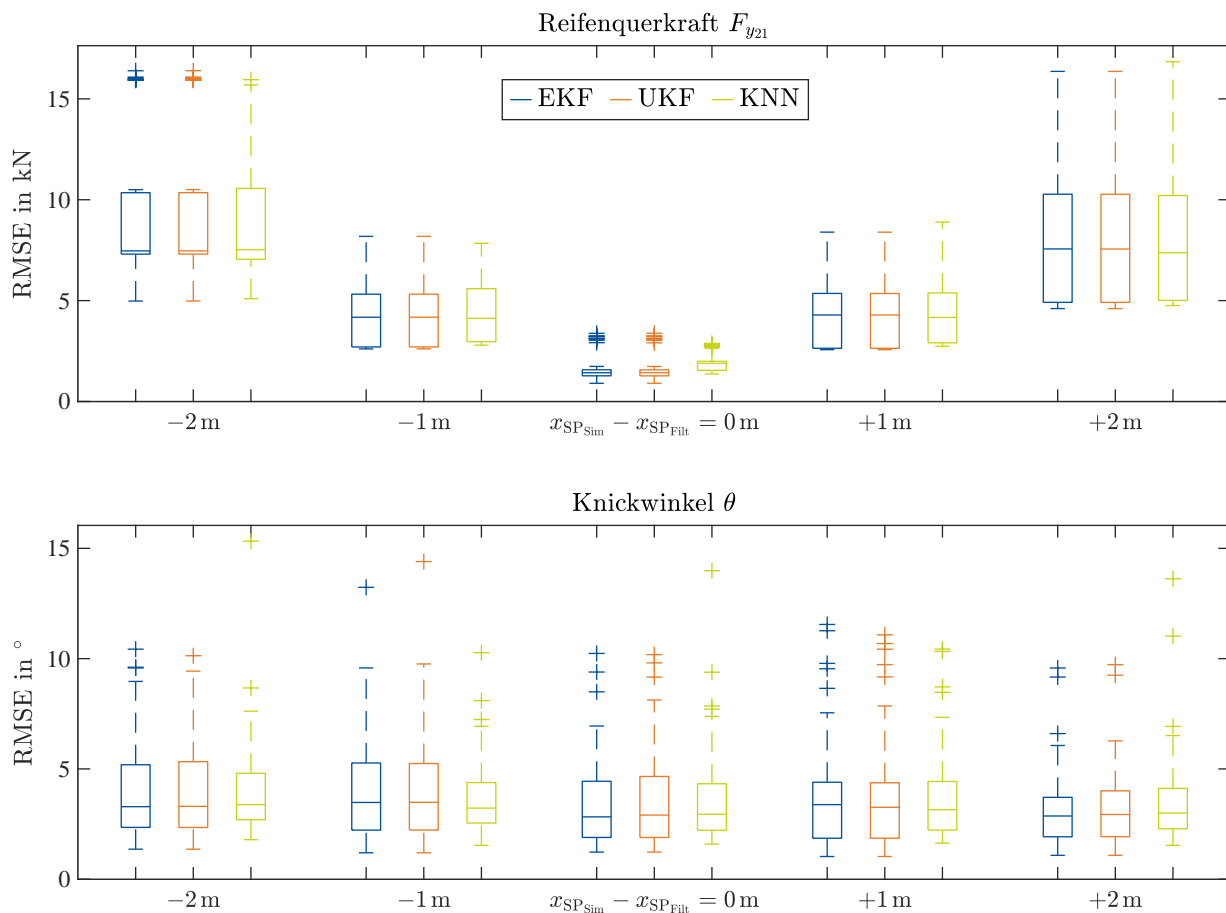 Reifenquerkraft F_{y_{21}}
15
10
5
0
RMSE in kN
EKF UKF KNN
−2 m −1 m x_{SP_{Sim}} − x_{SP_{Filt}} = 0 m +1 m +2 m
Knickwinkel θ
15
10
5
0
RMSE in °
−2 m −1 m x_{SP_{Sim}} − x_{SP_{Filt}} = 0 m +1 m +2 m